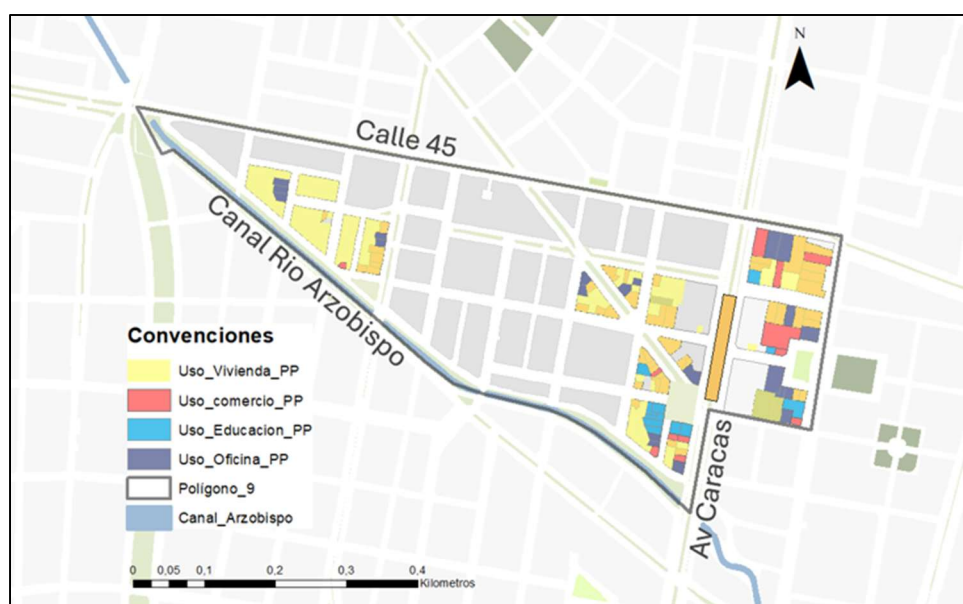 N
Calle 45
Canal Rio Arzobispo
Av Caracas
Convenciones
Uso_Vivienda_PP
Uso_comercio_PP
Uso_Educacion_PP
Uso_Oficina_PP
Polígono_9
Canal_Arzobispo
0 0,05 0,1 0,2 0,3 0,4
Kilometros